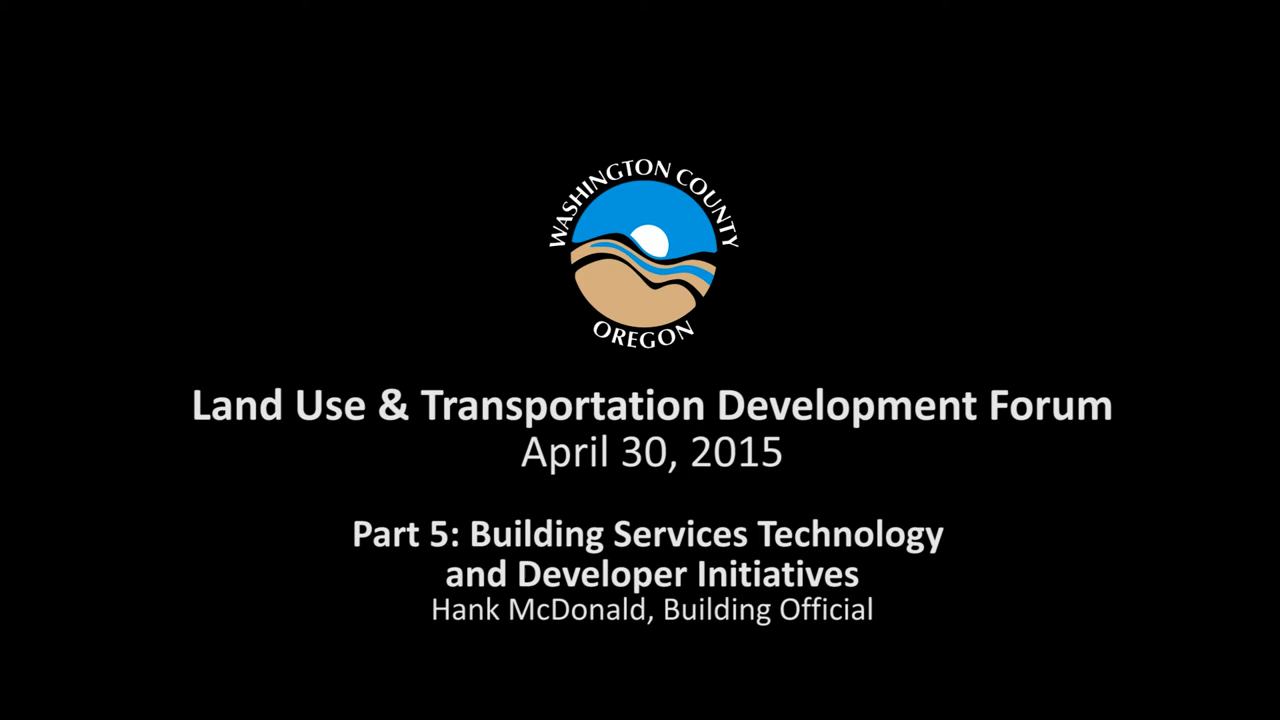 WASHINGTON COUNTY
OREGON
Land Use & Transportation Development Forum
April 30, 2015
Part 5: Building Services Technology
and Developer Initiatives
Hank McDonald, Building Official